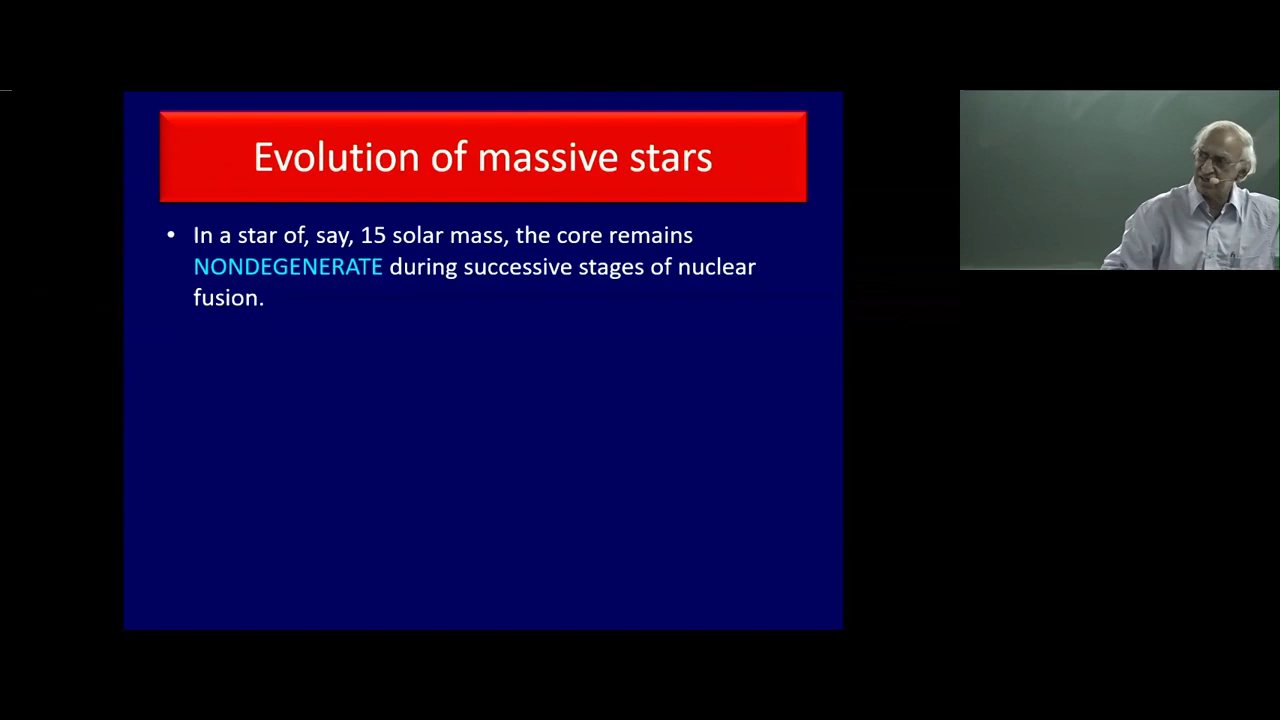 Evolution of massive stars
• In a star of, say, 15 solar mass, the core remains
NONDEGENERATE during successive stages of nuclear
fusion.